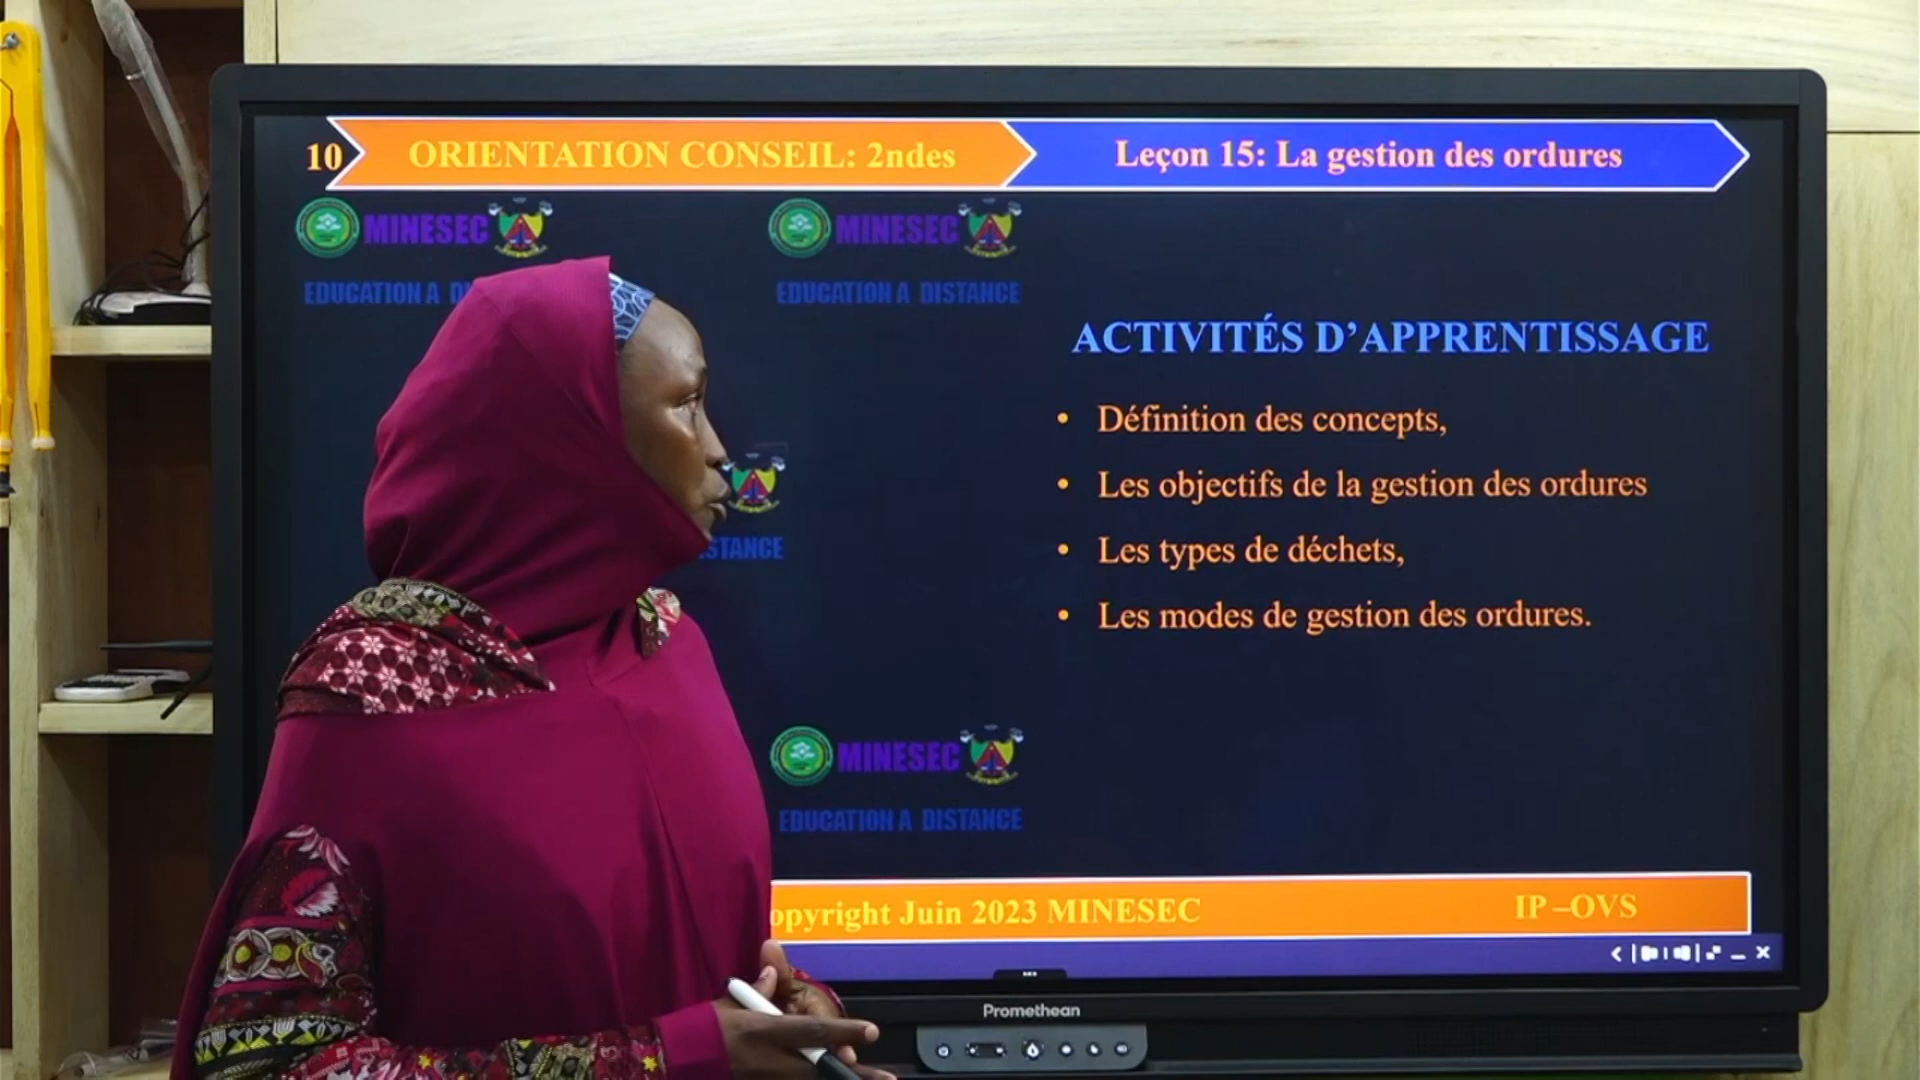 10
ORIENTATION CONSEIL: 2ndes
Leçon 15: La gestion des ordures
MINESEC
MINESEC
EDUCATION A
EDUCATION A DISTANCE
ACTIVITÉS D’APPRENTISSAGE
• Définition des concepts,
• Les objectifs de la gestion des ordures
• Les types de déchets,
• Les modes de gestion des ordures.
STANCE
MINESEC
EDUCATION A DISTANCE
opyright Juin 2023 MINESEC
IP –OVS
Promethean